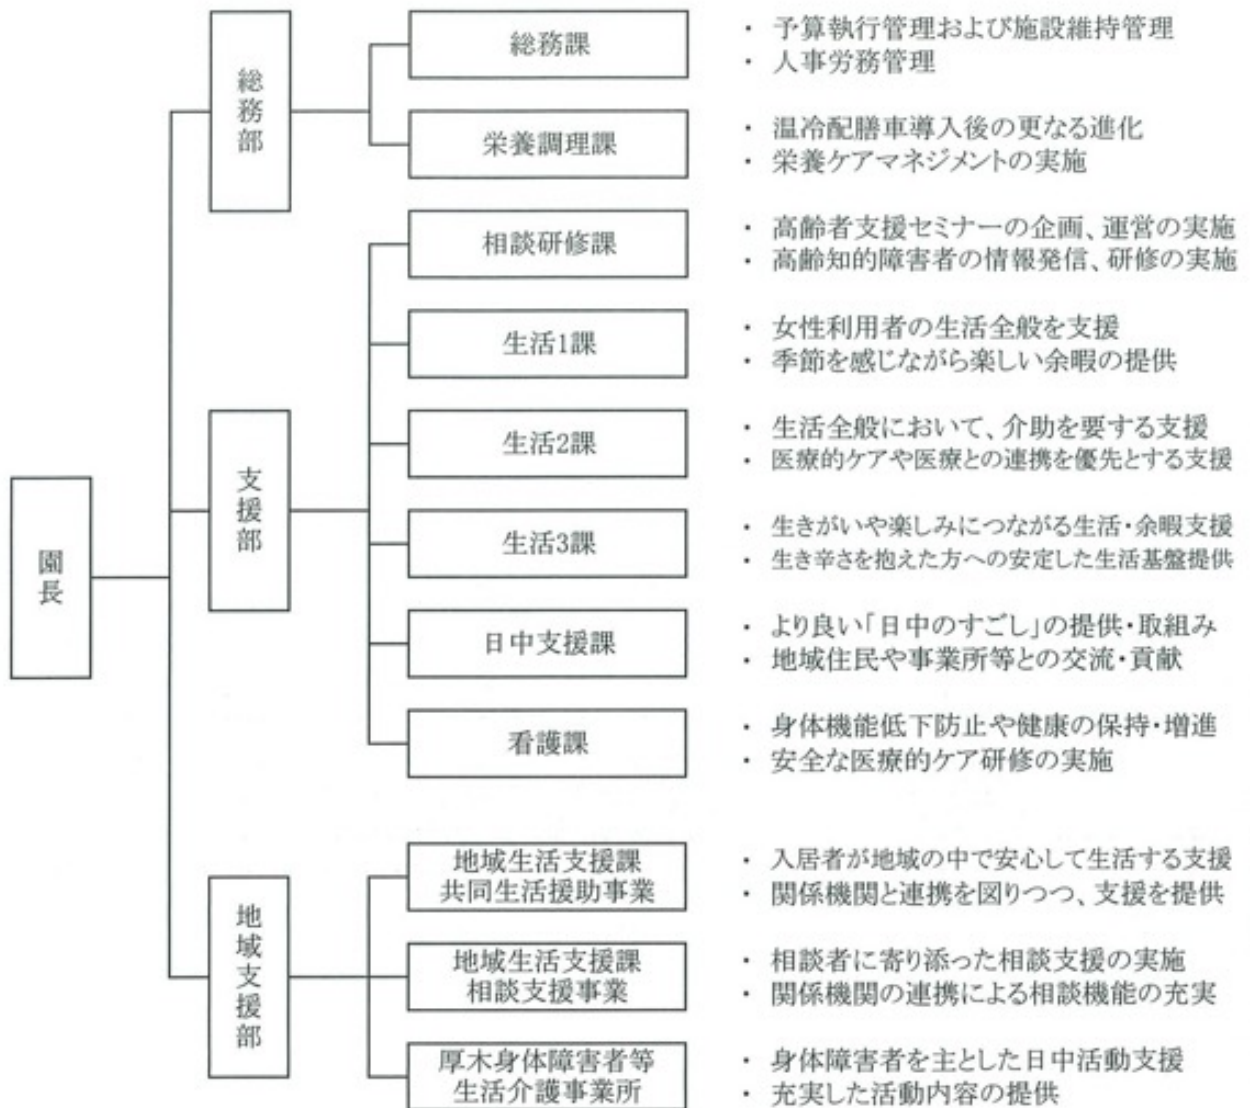 園長
総務部
総務課
・ 予算執行管理および施設維持管理
・ 人事労務管理
栄養調理課
・ 温冷配膳車導入後の更なる進化
・ 栄養ケアマネジメントの実施
支援部
相談研修課
・ 高齢者支援セミナーの企画、運営の実施
・ 高齢知的障害者の情報発信、研修の実施
生活1課
・ 女性利用者の生活全般を支援
・ 季節を感じながら楽しい余暇の提供
生活2課
・ 生活全般において、介助を要する支援
・ 医療的ケアや医療との連携を優先とする支援
生活3課
・ 生きがいや楽しみにつながる生活・余暇支援
・ 生き辛さを抱えた方への安定した生活基盤提供
日中支援課
・ より良い「日中のすごし」の提供・取組み
・ 地域住民や事業所等との交流・貢献
看護課
・ 身体機能低下防止や健康の保持・増進
・ 安全な医療的ケア研修の実施
地域支援部
地域生活支援課
共同生活援助事業
・ 入居者が地域の中で安心して生活する支援
・ 関係機関と連携を図りつつ、支援を提供
地域生活支援課
相談支援事業
・ 相談者に寄り添った相談支援の実施
・ 関係機関の連携による相談機能の充実
厚木身体障害者等
生活介護事業所
・ 身体障害者を主とした日中活動支援
・ 充実した活動内容の提供